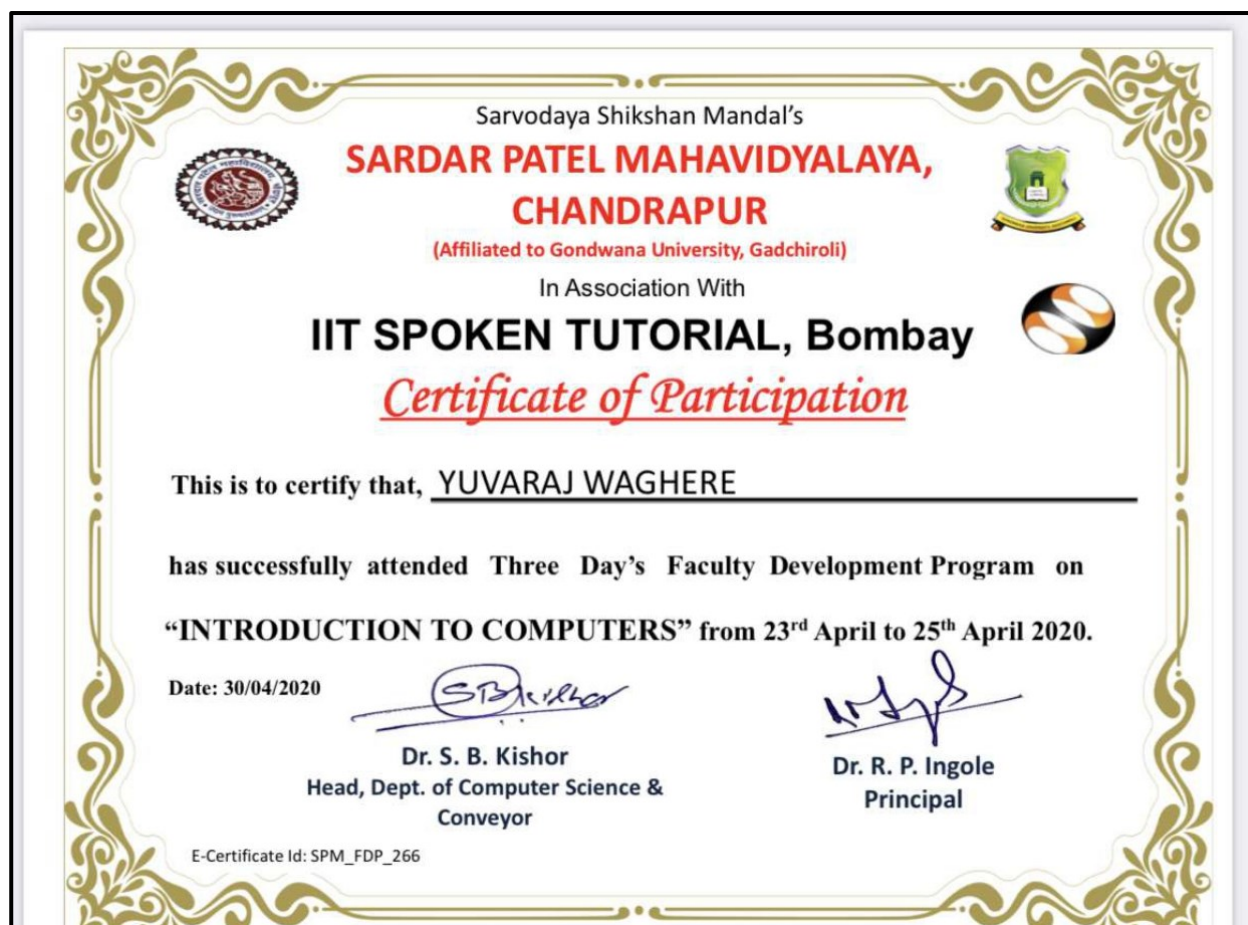 Sarvodaya Shikshan Mandal's
SARDAR PATEL MAHAVIDYALAYA,
CHANDRAPUR
(Affiliated to Gondwana University, Gadchiroli)
In Association With
IIT SPOKEN TUTORIAL, Bombay
Certificate of Participation
This is to certify that, YUVARAJ WAGHERE
has successfully attended Three Day's Faculty Development Program on
“INTRODUCTION TO COMPUTERS” from 23rd April to 25th April 2020.
Date: 30/04/2020
SBKishor
Dr. S. B. Kishor
Head, Dept. of Computer Science &
Conveyor
Dr. R. P. Ingole
Principal
E-Certificate Id: SPM_FDP_266